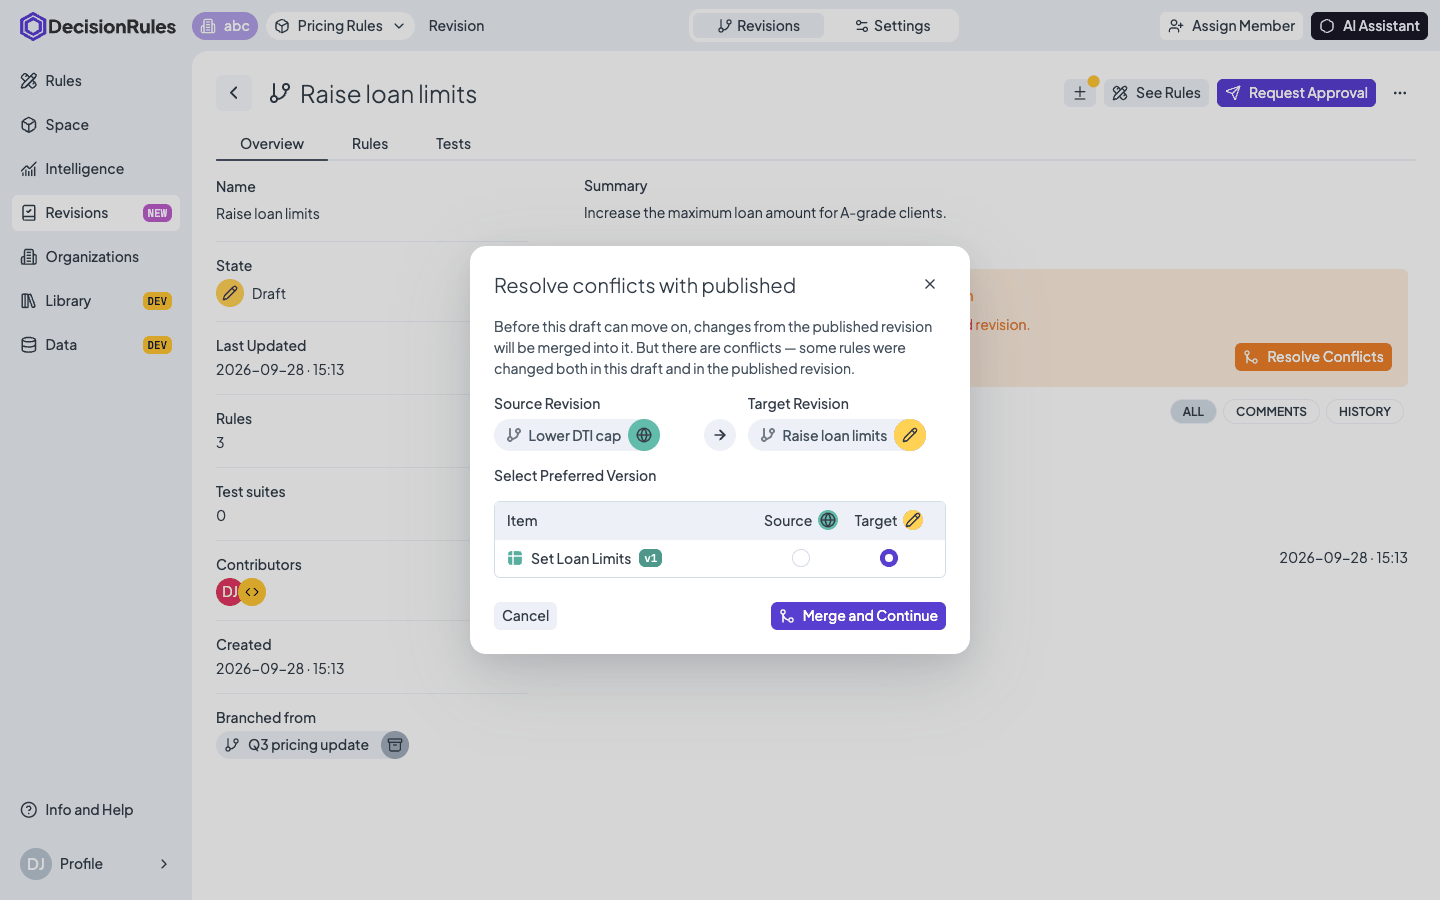 DecisionRules
abc
Pricing Rules
Revision
Revisions
Settings
Assign Member
AI Assistant
Rules
Space
Intelligence
Revisions NEW
Organizations
Library DEV
Data DEV
Info and Help
DJ Profile
Raise loan limits
See Rules
Request Approval
Overview
Rules
Tests
Name
Raise loan limits
State
Draft
Last Updated
2026-09-28 · 15:13
Rules
3
Test suites
0
Contributors
DJ
Created
2026-09-28 · 15:13
Branched from
Q3 pricing update
Summary
Increase the maximum loan amount for A-grade clients.
revision.
Resolve Conflicts
ALL
COMMENTS
HISTORY
2026-09-28 · 15:13
Resolve conflicts with published
Before this draft can move on, changes from the published revision
will be merged into it. But there are conflicts — some rules were
changed both in this draft and in the published revision.
Source Revision
Target Revision
Lower DTI cap
Raise loan limits
Select Preferred Version
Item Source Target
Set Loan Limits v1
Cancel
Merge and Continue